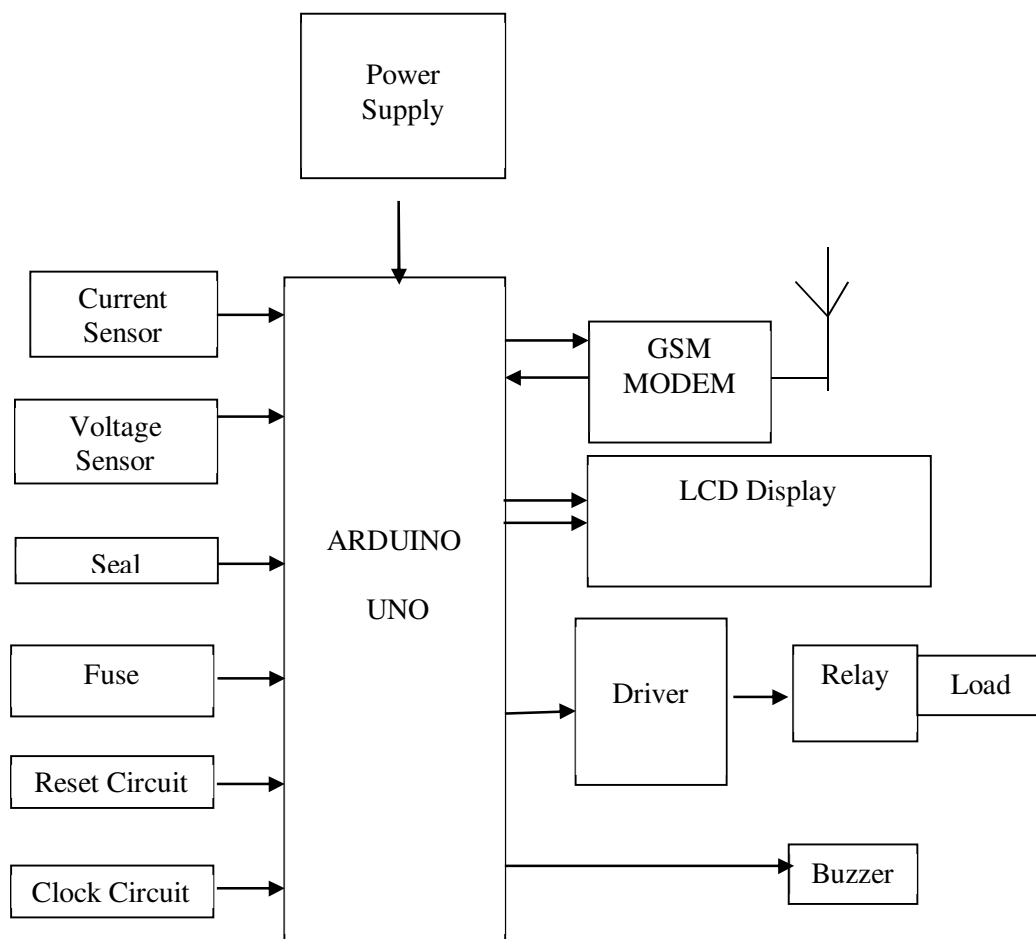 Power
Supply
Current
Sensor
GSM
MODEM
Voltage
Sensor
LCD Display
ARDUINO
UNO
Seal
Fuse
Driver
Relay
Load
Reset Circuit
Clock Circuit
Buzzer